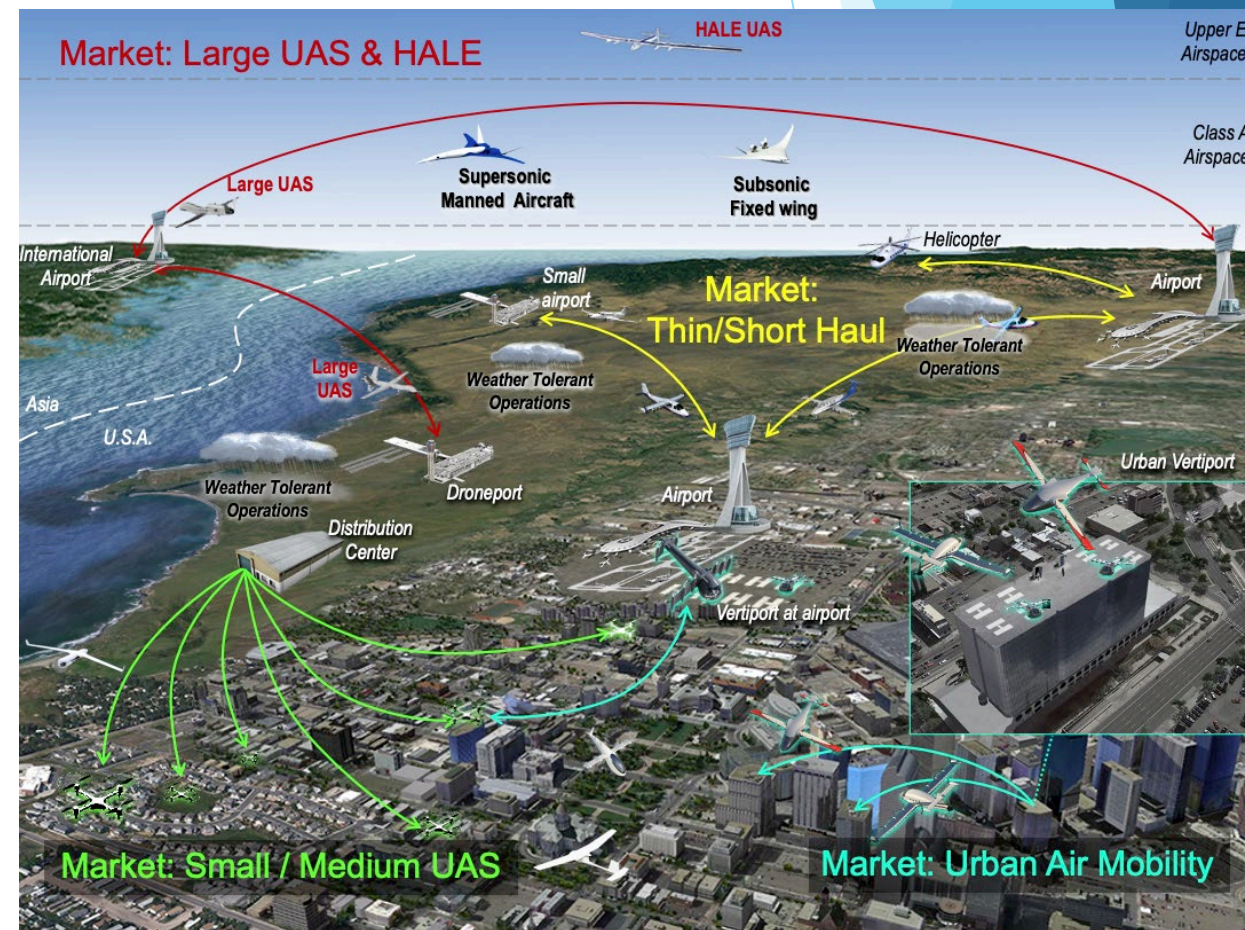 Market: Large UAS & HALE
HALE UAS
Upper E
Airspace
Class A
Airspace
Large UAS
Supersonic
Manned Aircraft
Subsonic
Fixed wing
International
Airport
Helicopter
Small
airport
Market:
Thin/Short Haul
Airport
Weather Tolerant
Operations
Weather Tolerant
Operations
Large
UAS
Asia
U.S.A.
Weather Tolerant
Operations
Droneport
Airport
Urban Vertiport
Distribution
Center
Vertiport at airport
H H H H
H
H
H
H
H
Market: Small / Medium UAS
Market: Urban Air Mobility